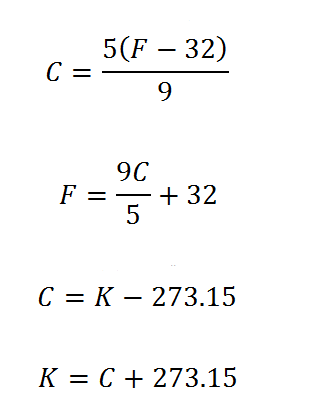 C = 5(F − 32)/9
F = 9C/5 + 32
C = K − 273.15
K = C + 273.15